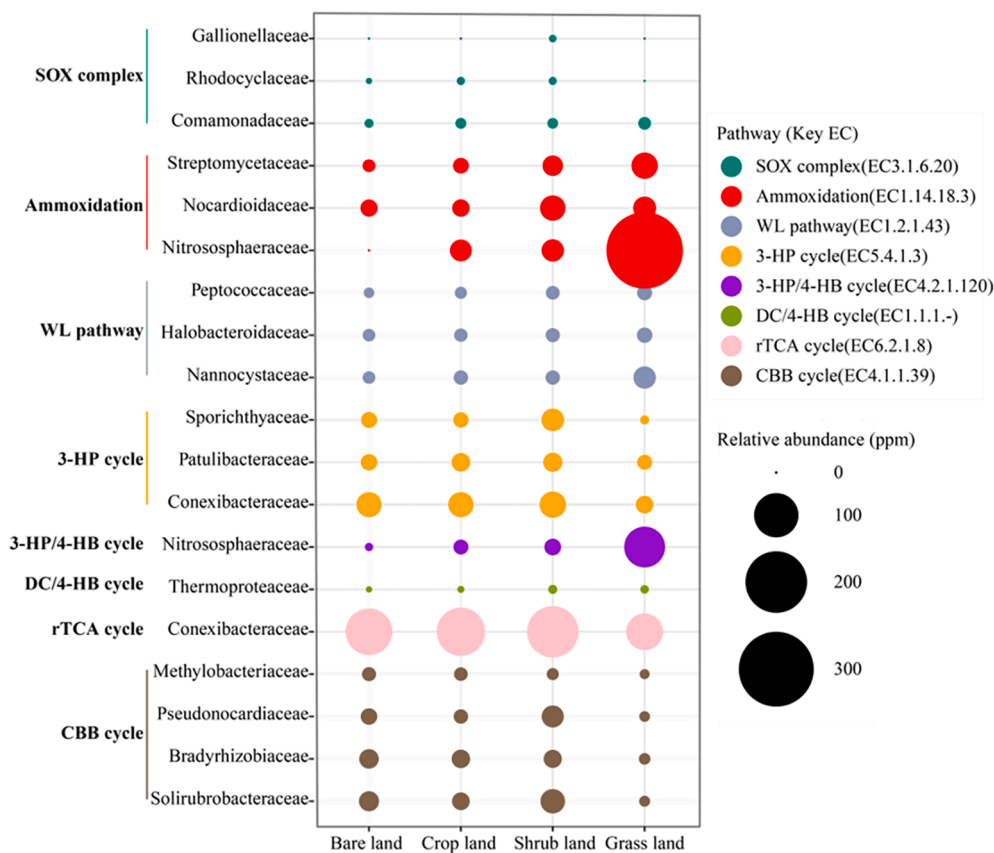 SOX complex
Gallionellaceae
Rhodocyclaceae
Comamonadaceae
Ammoxidation
Streptomycetaceae
Nocardioidaceae
Nitrososphaeraceae
WL pathway
Peptococcaceae
Halobacteroidaceae
Nannocystaceae
3-HP cycle
Sporichthyaceae
Patulibacteraceae
Conexibacteraceae
3-HP/4-HB cycle
Nitrososphaeraceae
DC/4-HB cycle
Thermoproteaceae
rTCA cycle
Conexibacteraceae
CBB cycle
Methylobacteriaceae
Pseudonocardiaceae
Bradyrhizobiaceae
Solirubrobacteraceae
Bare land
Crop land
Shrub land
Grass land
Pathway (Key EC)
SOX complex(EC3.1.6.20)
Ammoxidation(EC1.14.18.3)
WL pathway(EC1.2.1.43)
3-HP cycle(EC5.4.1.3)
3-HP/4-HB cycle(EC4.2.1.120)
DC/4-HB cycle(EC1.1.1.-)
rTCA cycle(EC6.2.1.8)
CBB cycle(EC4.1.1.39)
Relative abundance (ppm)
0
100
200
300